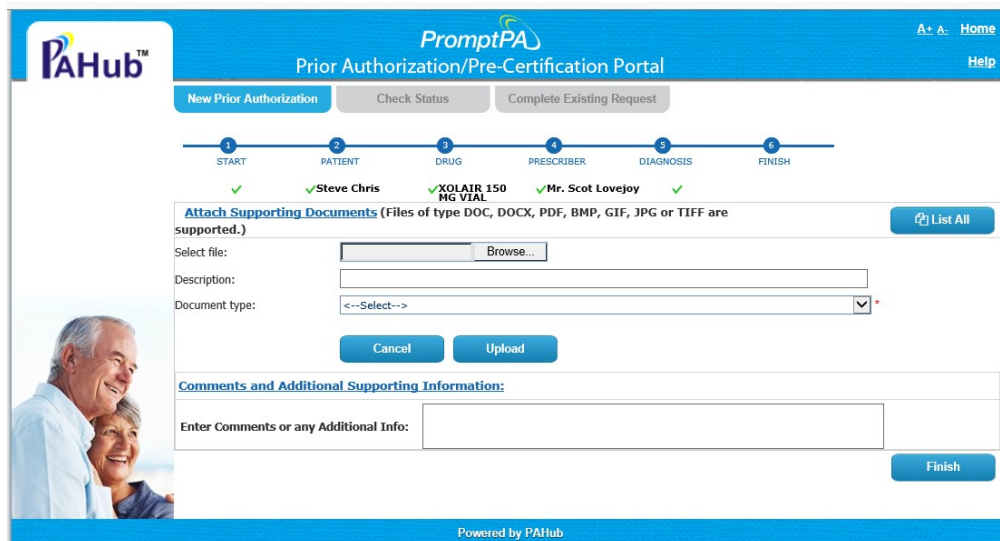 PAHub™
PromptPA
Prior Authorization/Pre-Certification Portal
A+ A- Home
Help
New Prior Authorization
Check Status
Complete Existing Request
1
2
3
4
5
6
START
PATIENT
DRUG
PRESCRIBER
DIAGNOSIS
FINISH
Steve Chris
XOLAIR 150
MG VIAL
Mr. Scot Lovejoy
Attach Supporting Documents (Files of type DOC, DOCX, PDF, BMP, GIF, JPG or TIFF are
supported.)
List All
Select file:
Browse...
Description:
Document type:
<--Select-->
*
Cancel
Upload
Comments and Additional Supporting Information:
Enter Comments or any Additional Info:
Finish
Powered by PAHub